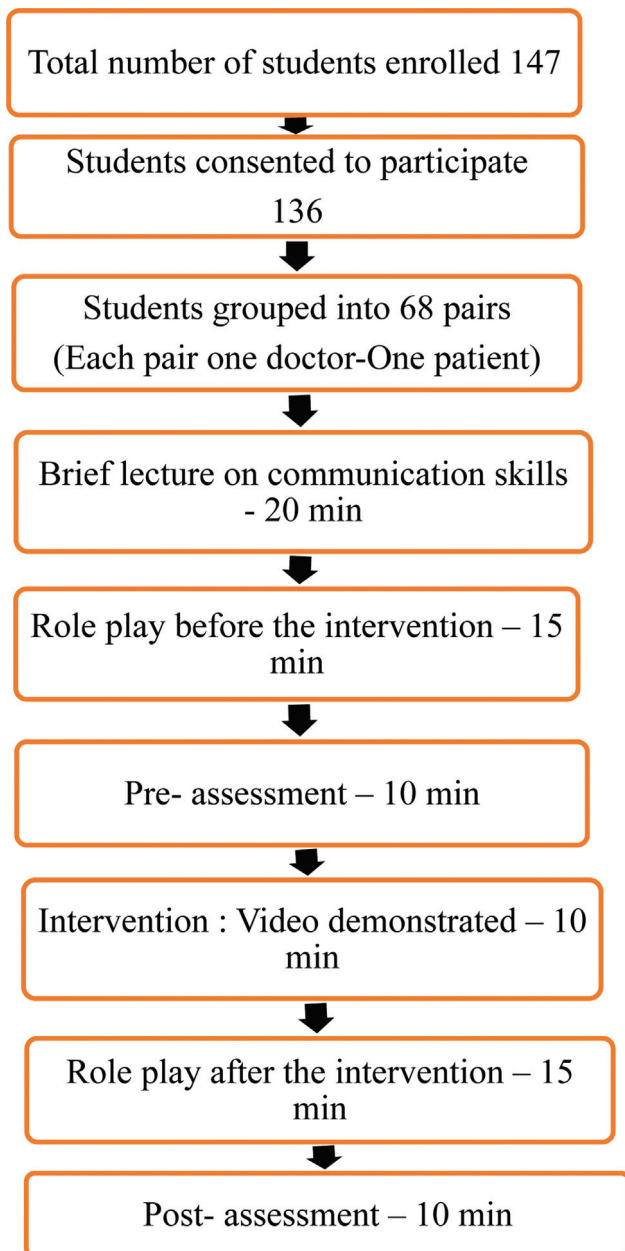 Total number of students enrolled 147
Students consented to participate
136
Students grouped into 68 pairs
(Each pair one doctor-One patient)
Brief lecture on communication skills
- 20 min
Role play before the intervention – 15
min
Pre- assessment – 10 min
Intervention : Video demonstrated – 10
min
Role play after the intervention – 15
min
Post- assessment – 10 min